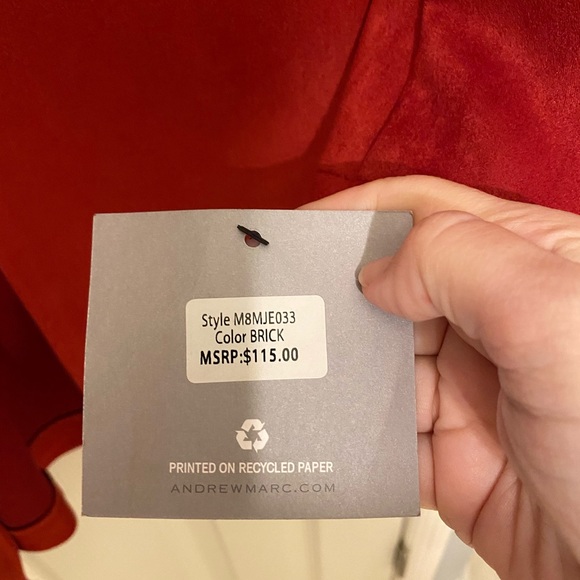 Style M8MJE033
Color BRICK
MSRP:$115.00
PRINTED ON RECYCLED PAPER
ANDREWMARC.COM